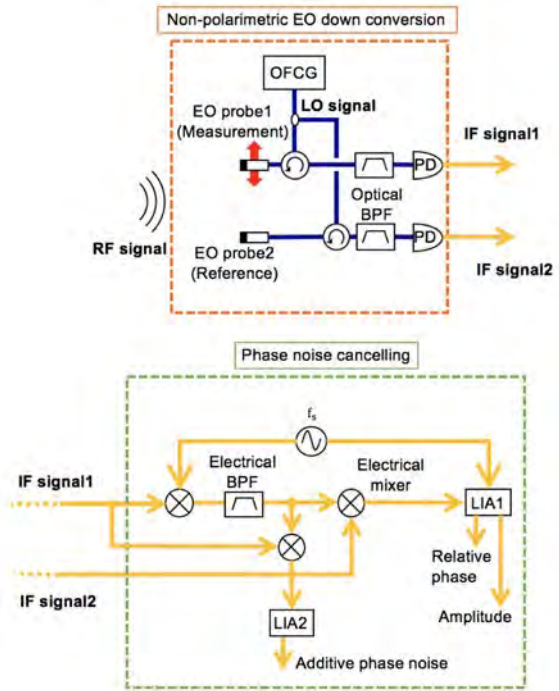 Non-polarimetric EO down conversion
OFCG
LO signal
EO probe1
(Measurement)
IF signal1
PD
Optical
BPF
RF signal
EO probe2
(Reference)
PD
IF signal2
Phase noise cancelling
fs
IF signal1
Electrical
BPF
Electrical
mixer
LIA1
Relative
phase
IF signal2
LIA2
Amplitude
Additive phase noise